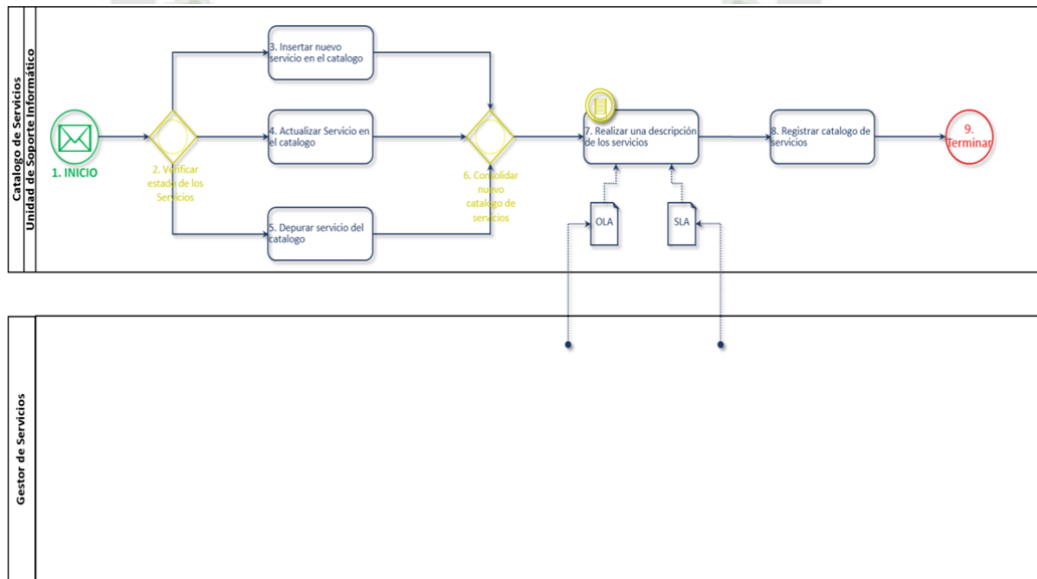 Catalogo de Servicios
Unidad de Soporte Informático
1. INICIO
2. Verificar
estado de los
Servicios
3. Insertar nuevo
servicio en el catalogo
4. Actualizar Servicio en
el catalogo
5. Depurar servicio del
catalogo
6. Consolidar
nuevo
catalogo de
servicios
7. Realizar una descripción
de los servicios
OLA
SLA
8. Registrar catalogo de
servicios
9.
Terminar
Gestor de Servicios